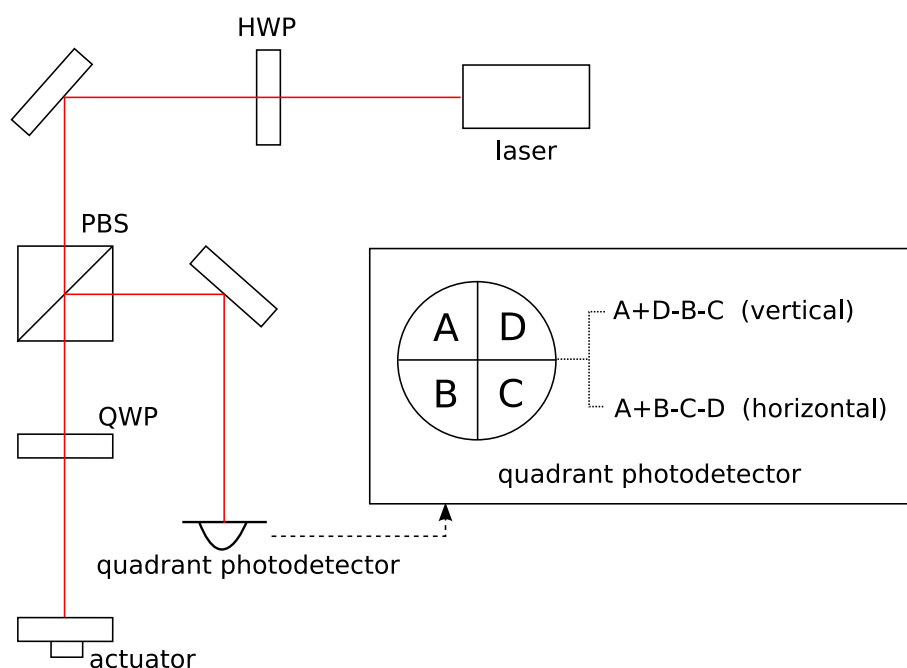 HWP
laser
PBS
QWP
quadrant photodetector
actuator
A D
B C
A+D-B-C (vertical)
A+B-C-D (horizontal)
quadrant photodetector